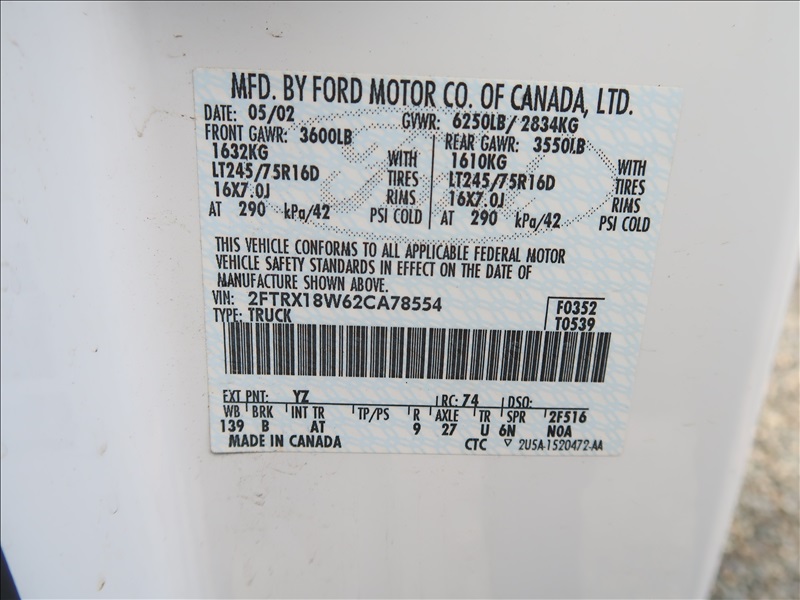 MFD. BY FORD MOTOR CO. OF CANADA, LTD.
DATE: 05/02 GVWR: 6250LB/ 2834KG
FRONT GAWR: 3600LB REAR GAWR: 3550LB
1632KG WITH 1610KG WITH
LT245/75R16D TIRES LT245/75R16D TIRES
16X7.0J RIMS 16X7.0J RIMS
AT 290 kPa/42 PSI COLD AT 290 kPa/42 PSI COLD
THIS VEHICLE CONFORMS TO ALL APPLICABLE FEDERAL MOTOR
VEHICLE SAFETY STANDARDS IN EFFECT ON THE DATE OF
MANUFACTURE SHOWN ABOVE.
VIN: 2FTRX18W62CA78554 F0352
TYPE: TRUCK T0539
EXT PNT: YZ RC: 74 DSO:
WB BRK INT TR TP/PS R AXLE TR SPR 2F516
139 B AT 9 27 U 6N NOA
MADE IN CANADA CTC 2U5A-1520472-AA